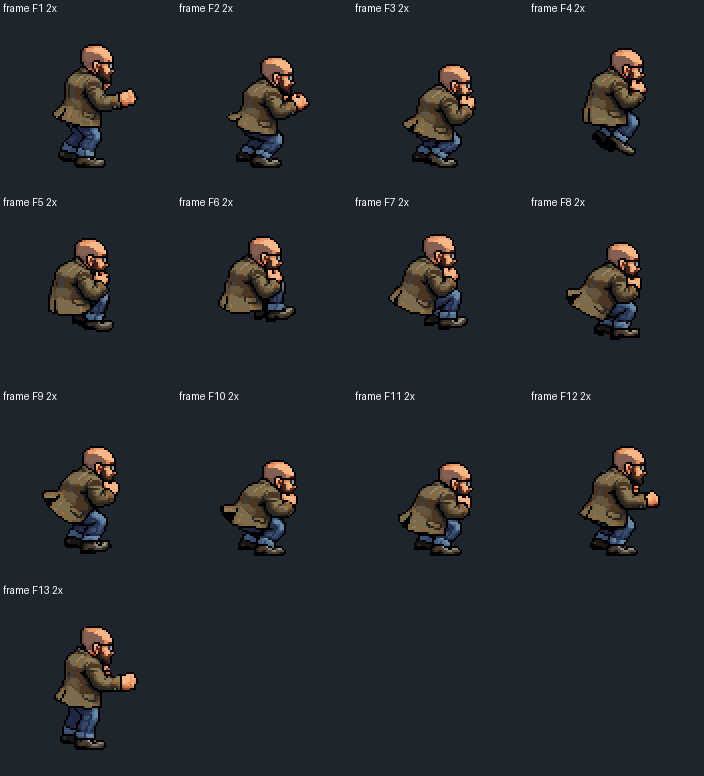 frame F1 2x
frame F2 2x
frame F3 2x
frame F4 2x
frame F5 2x
frame F6 2x
frame F7 2x
frame F8 2x
frame F9 2x
frame F10 2x
frame F11 2x
frame F12 2x
frame F13 2x